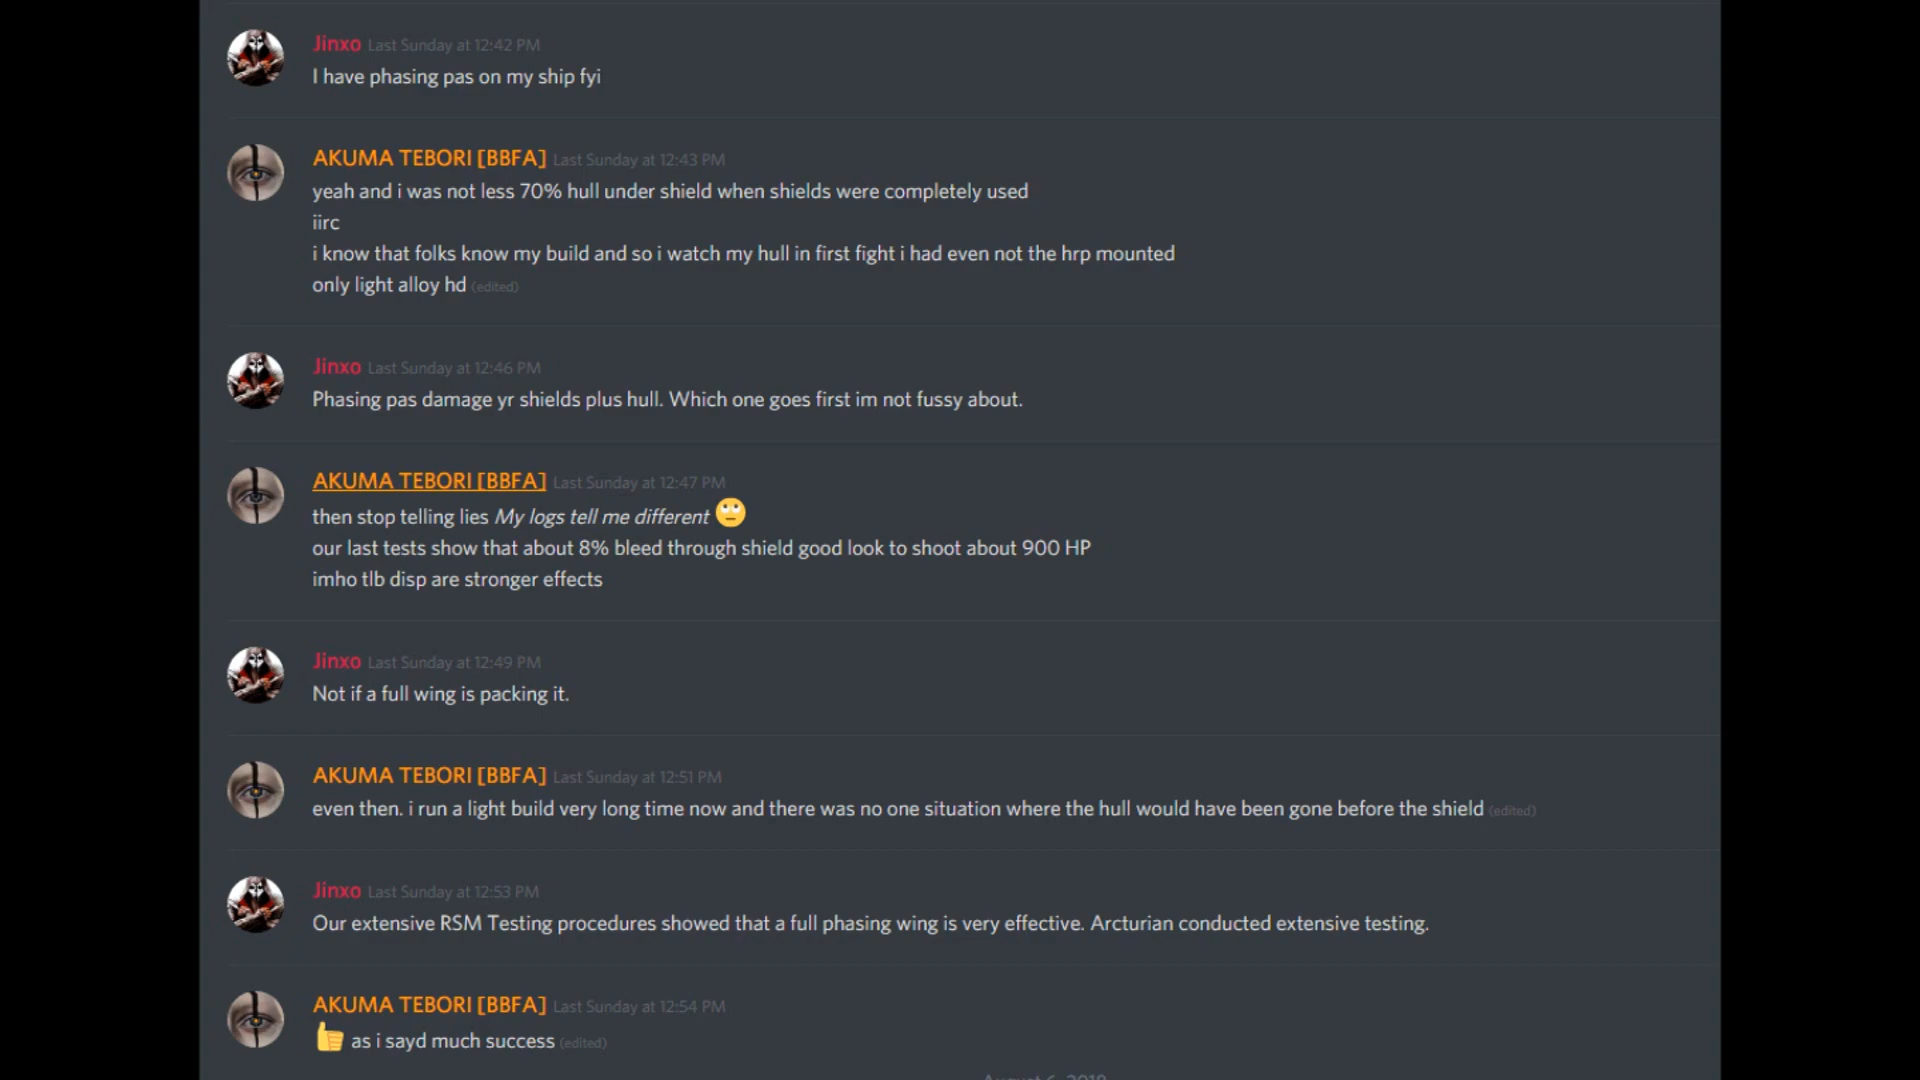 Jinxo Last Sunday at 12:42 PM
I have phasing pas on my ship fyi
AKUMA TEBORI [BBFA] Last Sunday at 12:43 PM
yeah and i was not less 70% hull under shield when shields were completely used
iirc
i know that folks know my build and so i watch my hull in first fight i had even not the hrp mounted
only light alloy hd (edited)
Jinxo Last Sunday at 12:46 PM
Phasing pas damage yr shields plus hull. Which one goes first im not fussy about.
AKUMA TEBORI [BBFA] Last Sunday at 12:47 PM
then stop telling lies My logs tell me different 🙄
our last tests show that about 8% bleed through shield good look to shoot about 900 HP
imho tlb disp are stronger effects
Jinxo Last Sunday at 12:49 PM
Not if a full wing is packing it.
AKUMA TEBORI [BBFA] Last Sunday at 12:51 PM
even then. i run a light build very long time now and there was no one situation where the hull would have been gone before the shield (edited)
Jinxo Last Sunday at 12:53 PM
Our extensive RSM Testing procedures showed that a full phasing wing is very effective. Arcturian conducted extensive testing.
AKUMA TEBORI [BBFA] Last Sunday at 12:54 PM
👍 as i sayd much success (edited)